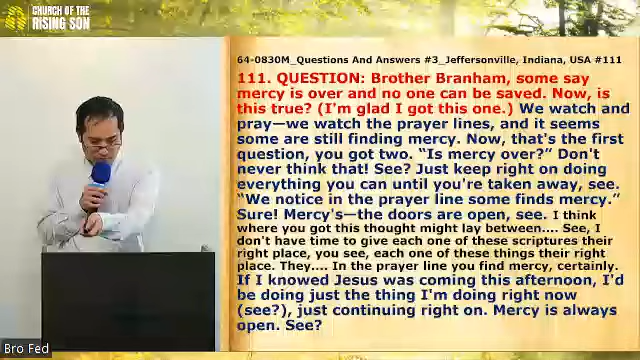 CHURCH OF THE
RISING SON
64-0830M_Questions And Answers #3_Jeffersonville, Indiana, USA #111
111. QUESTION: Brother Branham, some say
mercy is over and no one can be saved. Now, is
this true? (I'm glad I got this one.) We watch and
pray—we watch the prayer lines, and it seems
some are still finding mercy. Now, that's the first
question, you got two. “Is mercy over?” Don't
never think that! See? Just keep right on doing
everything you can until you're taken away, see.
“We notice in the prayer line some finds mercy.”
Sure! Mercy's—the doors are open, see. I think
where you got this thought might lay between.... See, I
don't have time to give each one of these scriptures their
right place, you see, each one of these things their right
place. They.... In the prayer line you find mercy, certainly.
If I knowed Jesus was coming this afternoon, I'd
be doing just the thing I'm doing right now
(see?), just continuing right on. Mercy is always
open. See?
Bro Fed